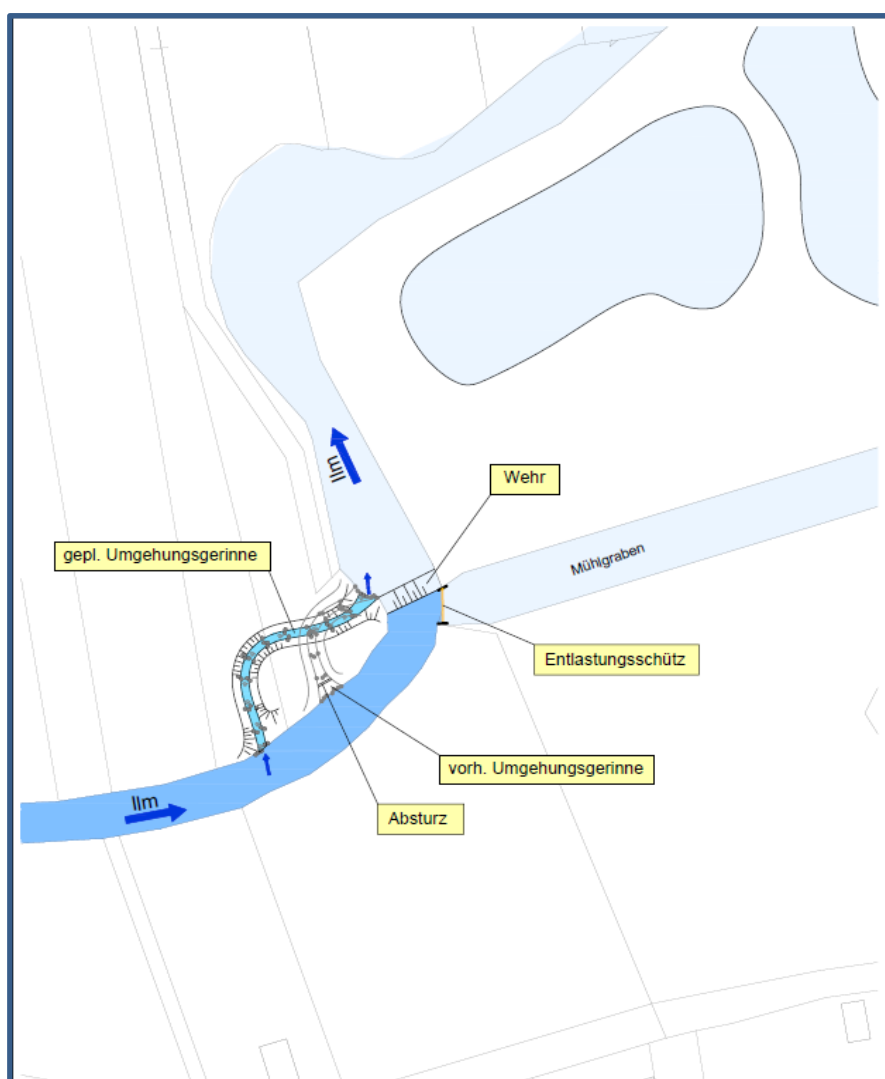 Ilm
Wehr
gepl. Umgehungsgerinne
Mühlgraben
Entlastungsschütz
vorh. Umgehungsgerinne
Ilm
Absturz